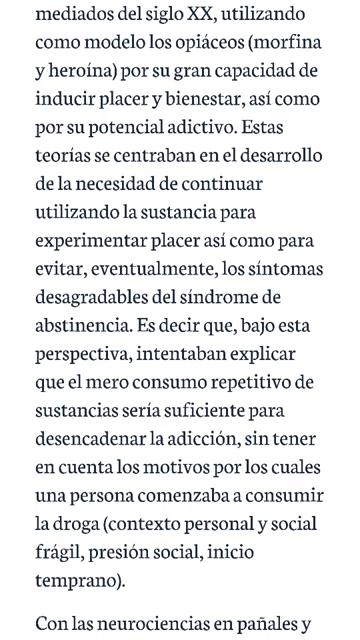 mediados del siglo XX, utilizando
como modelo los opiáceos (morfina
y heroína) por su gran capacidad de
inducir placer y bienestar, así como
por su potencial adictivo. Estas
teorías se centraban en el desarrollo
de la necesidad de continuar
utilizando la sustancia para
experimentar placer así como para
evitar, eventualmente, los síntomas
desagradables del síndrome de
abstinencia. Es decir que, bajo esta
perspectiva, intentaban explicar
que el mero consumo repetitivo de
sustancias sería suficiente para
desencadenar la adicción, sin tener
en cuenta los motivos por los cuales
una persona comenzaba a consumir
la droga (contexto personal y social
frágil, presión social, inicio
temprano).
Con las neurociencias en pañales y